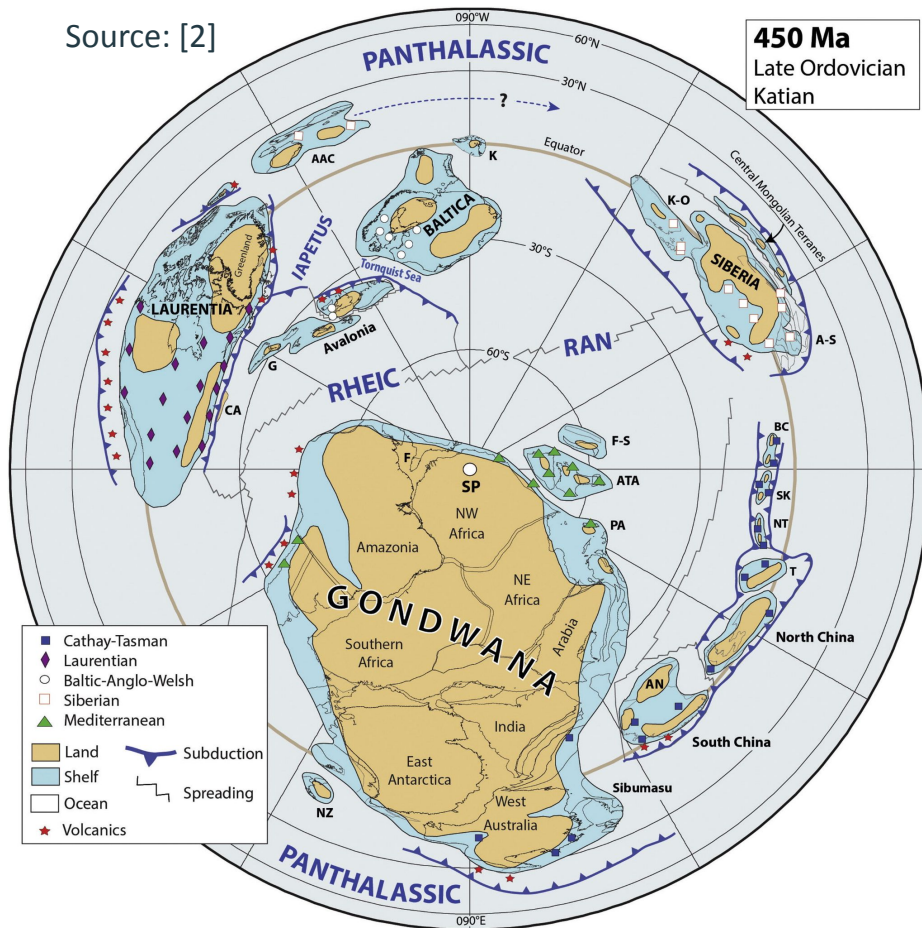 Source: [2]
090°W
60°N
PANTHALASSIC
30°N
450 Ma
Late Ordovician
Katian
?
AAC
K
Equator
Central Mongolian
Terranes
K-O
BALTICA
IAPETUS
Greenland
30°S
SIBERIA
Tornquist Sea
LAURENTIA
Avalonia
A-S
G
60°S
RAN
RHEIC
CA
BC
F-S
F
SP
ATA
SK
NW
Africa
PA
NT
Amazonia
T
NE
Africa
GONDWANA
Arabia
North China
Southern
Africa
AN
India
South China
East
Antarctica
Sibumasu
NZ
West
Australia
PANTHALASSIC
090°E
Cathay-Tasman
Laurentian
Baltic-Anglo-Welsh
Siberian
Mediterranean
Land
Subduction
Shelf
Spreading
Ocean
Volcanics